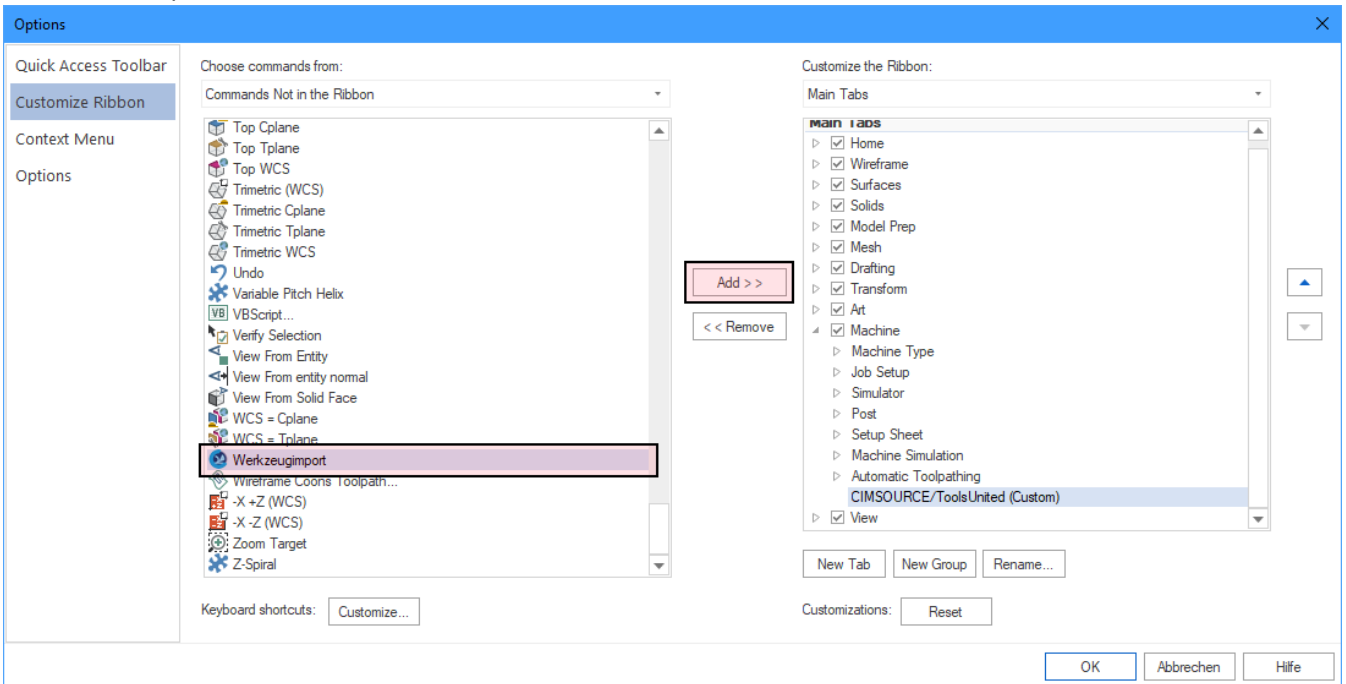 Options
Quick Access Toolbar
Customize Ribbon
Context Menu
Options
Choose commands from:
Commands Not in the Ribbon
Top Cplane
Top Tplane
Top WCS
Trimetric (WCS)
Trimetric Cplane
Trimetric Tplane
Trimetric WCS
Undo
Variable Pitch Helix
VB VBScript...
Verify Selection
View From Entity
View From entity normal
View From Solid Face
WCS = Cplane
WCS = Tplane
Werkzeugimport
Wireframe Coons Toolpath...
-X +Z (WCS)
-X -Z (WCS)
Zoom Target
Z-Spiral
Keyboard shortcuts:
Customize...
Add > >
< < Remove
Customize the Ribbon:
Main Tabs
Main Tabs
Home
Wireframe
Surfaces
Solids
Model Prep
Mesh
Drafting
Transform
Art
Machine
Machine Type
Job Setup
Simulator
Post
Setup Sheet
Machine Simulation
Automatic Toolpathing
CIMSOURCE/ToolsUnited (Custom)
View
New Tab
New Group
Rename...
Customizations:
Reset
OK
Abbrechen
Hilfe